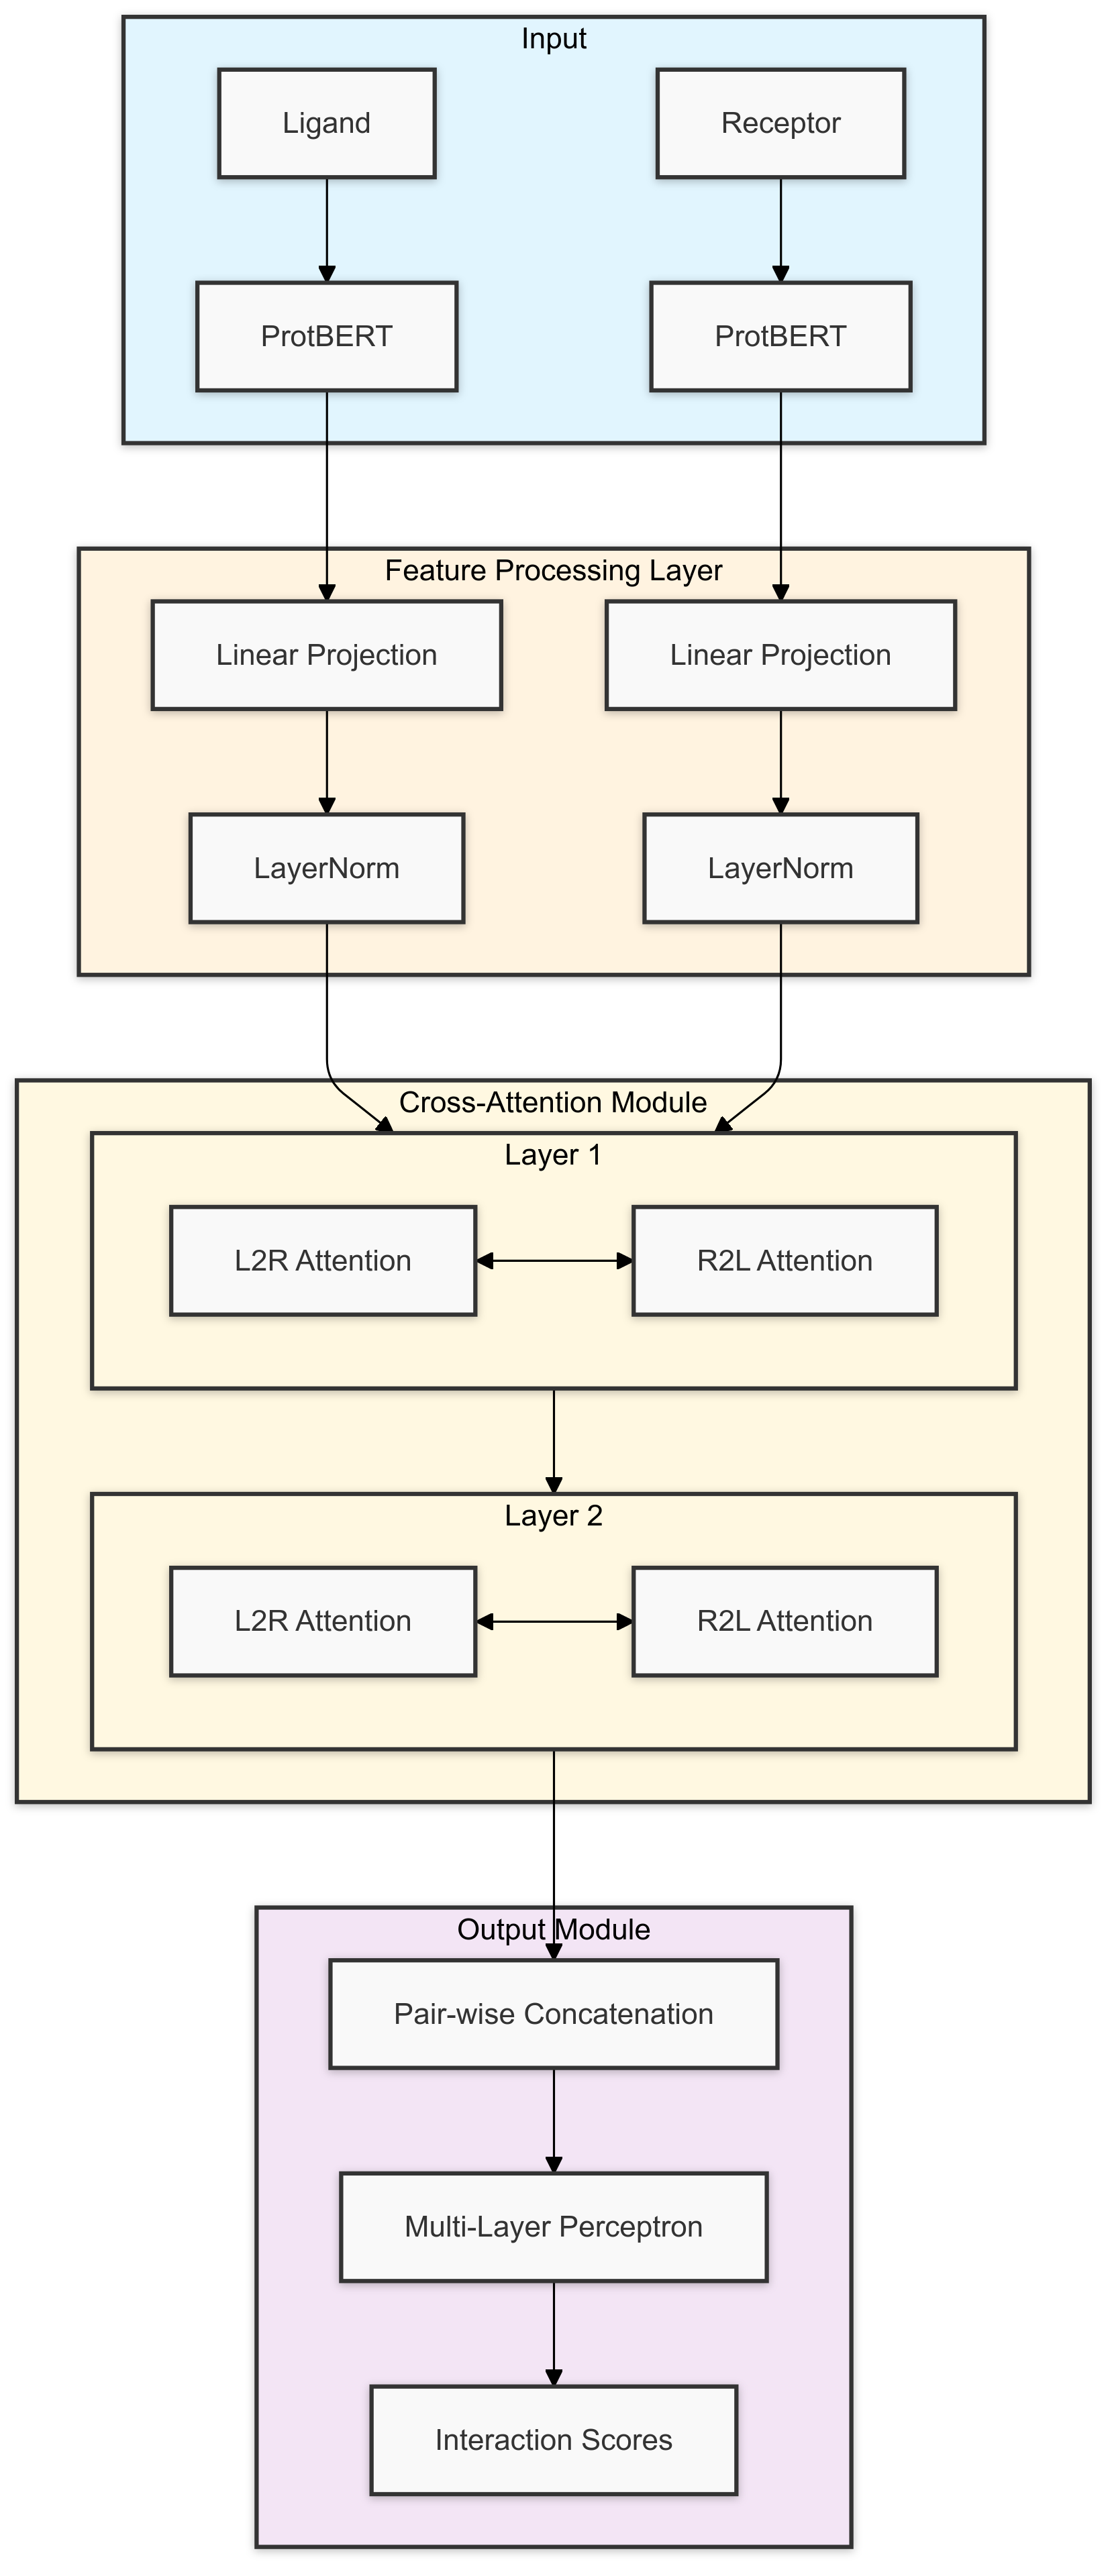 Input
Ligand
Receptor
ProtBERT
ProtBERT
Feature Processing Layer
Linear Projection
Linear Projection
LayerNorm
LayerNorm
Cross-Attention Module
Layer 1
L2R Attention
R2L Attention
Layer 2
L2R Attention
R2L Attention
Output Module
Pair-wise Concatenation
Multi-Layer Perceptron
Interaction Scores